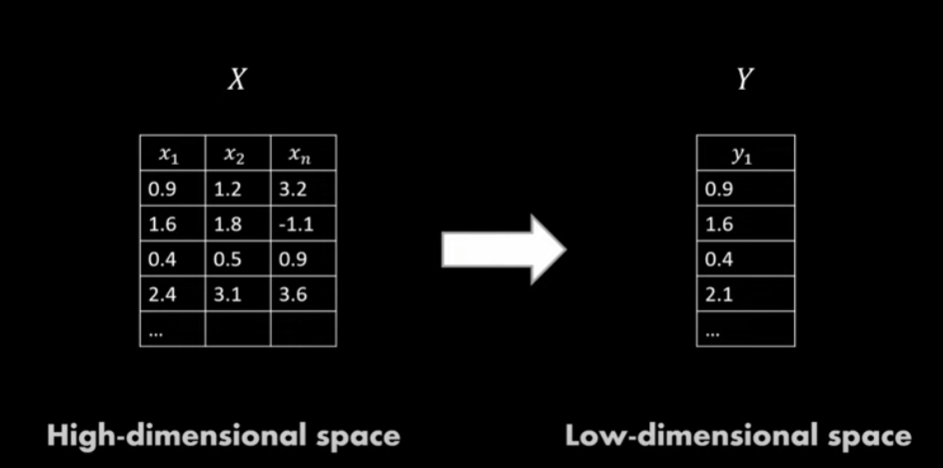 X
Y
x₁ x₂ xₙ
0.9 1.2 3.2
1.6 1.8 -1.1
0.4 0.5 0.9
2.4 3.1 3.6
...
y₁
0.9
1.6
0.4
2.1
...
High-dimensional space
Low-dimensional space